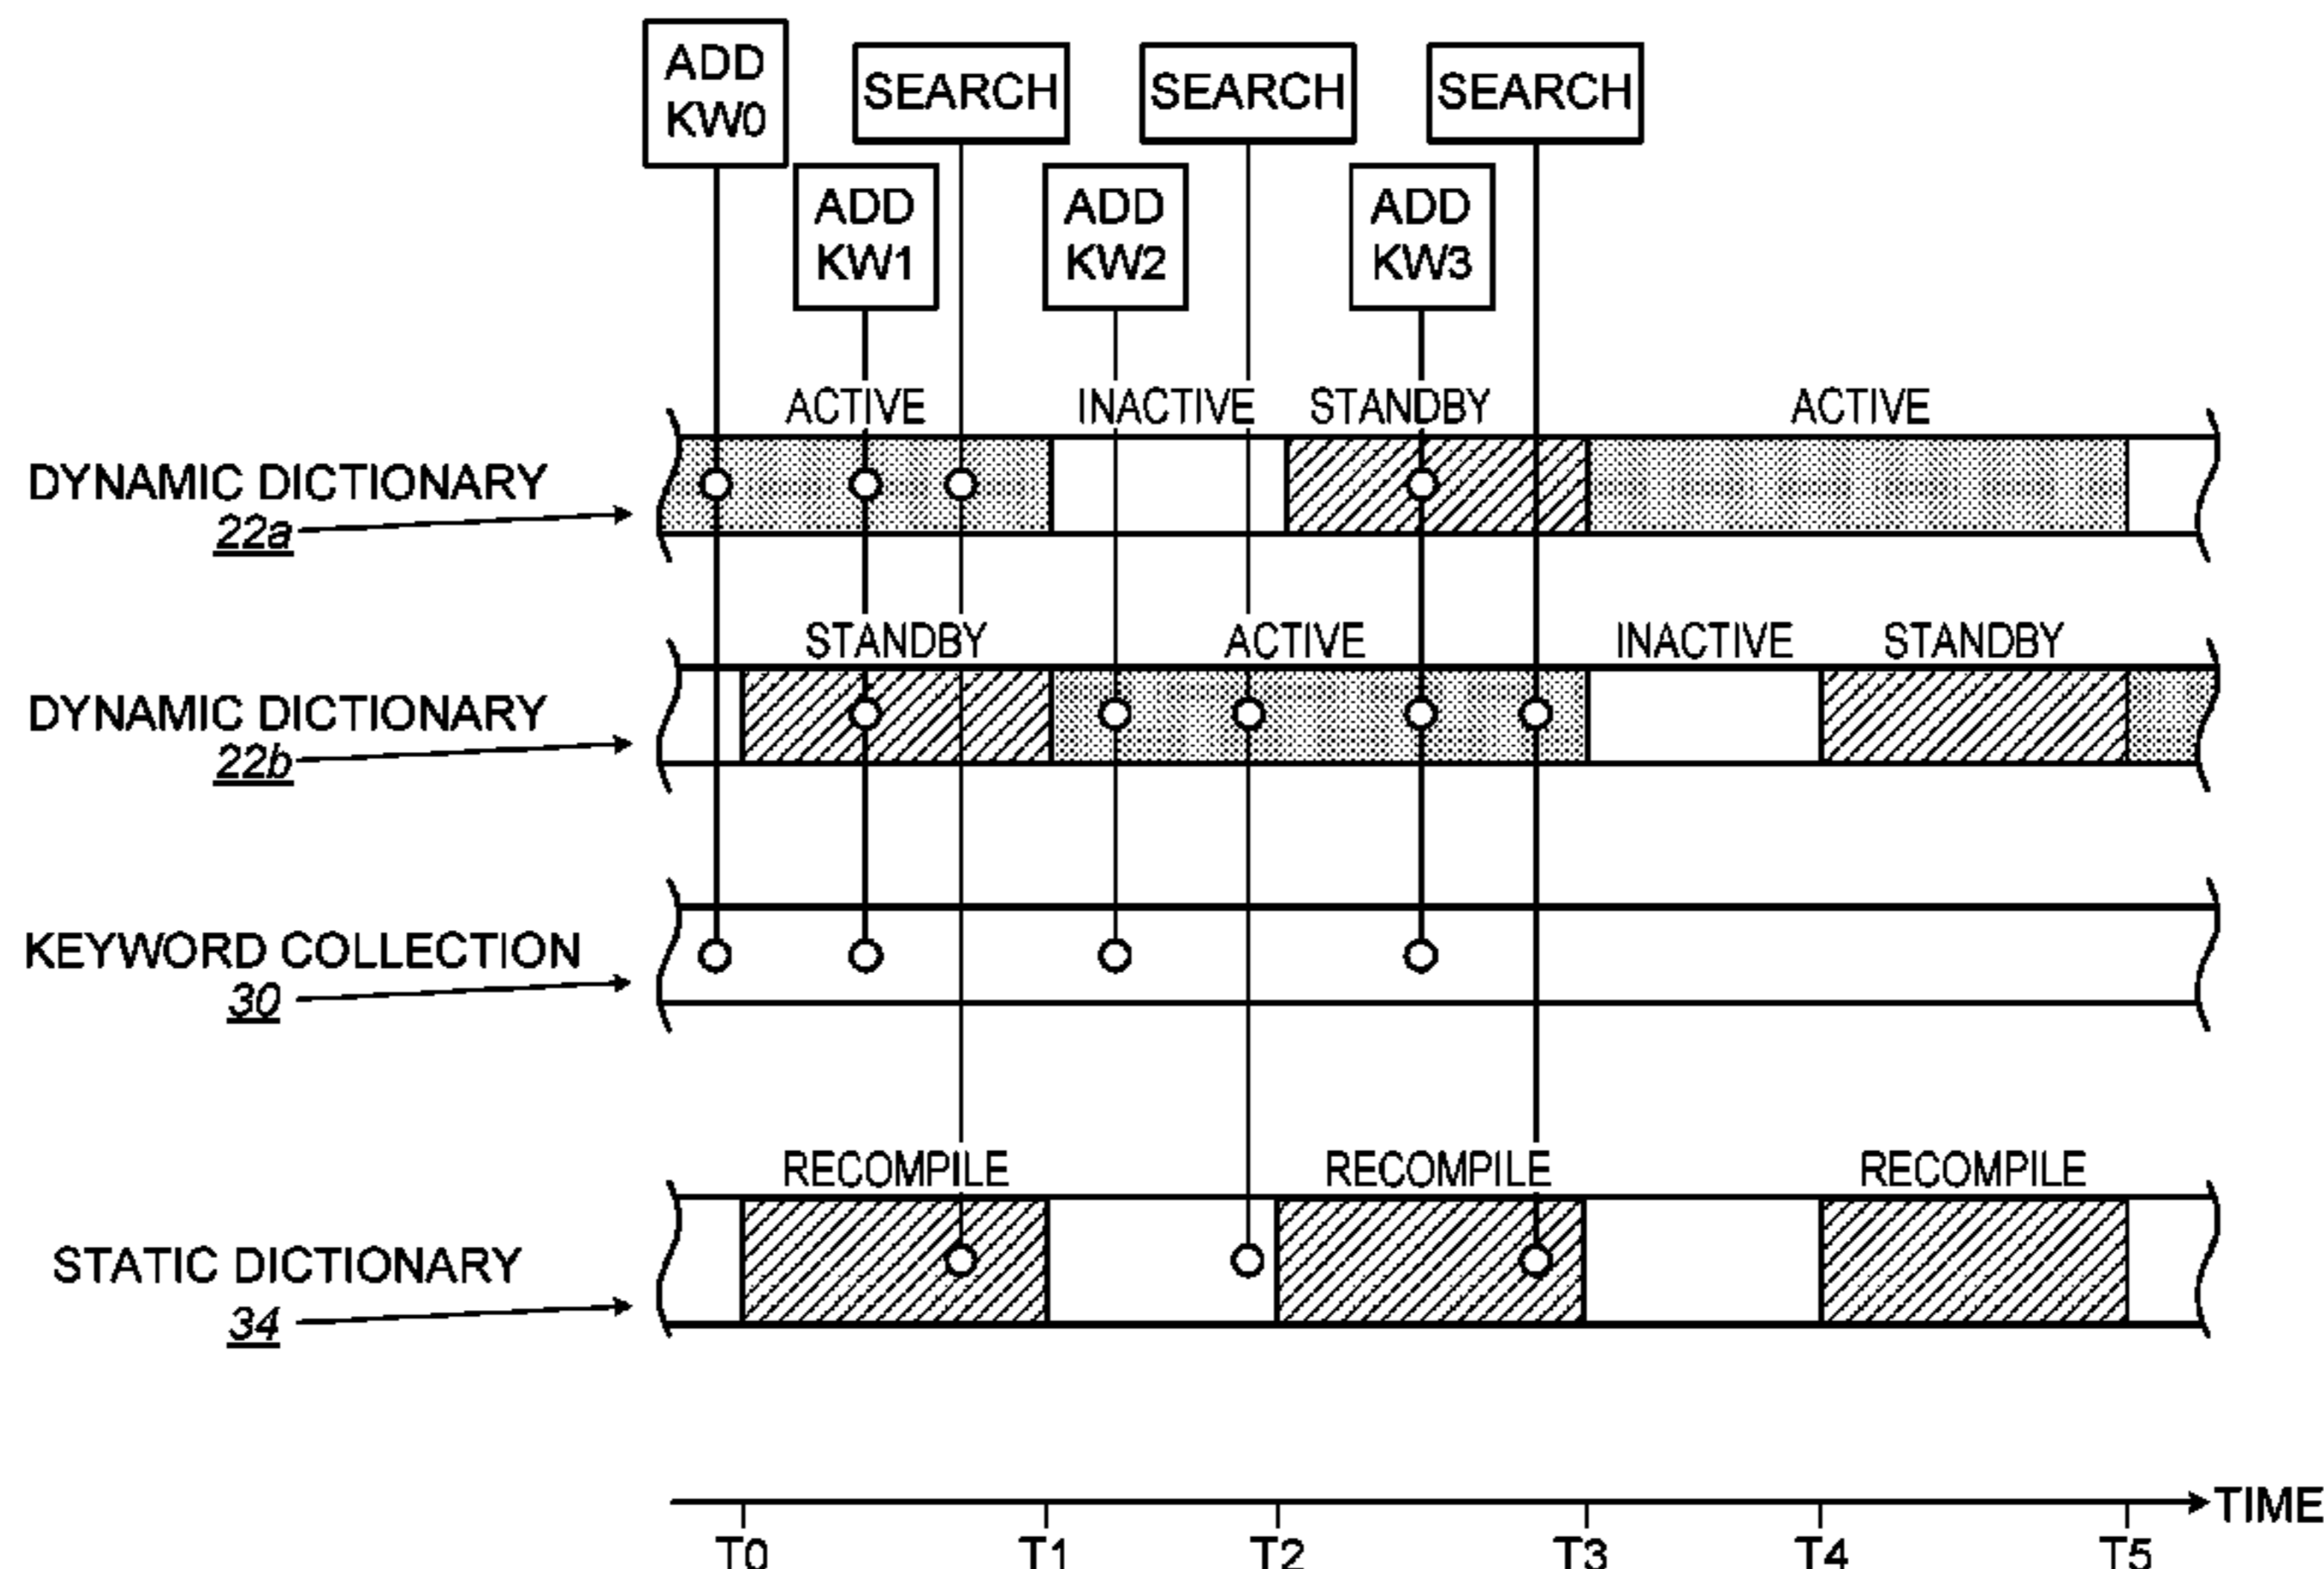 ADD
KW0
SEARCH
SEARCH
SEARCH
ADD
KW1
ADD
KW2
ADD
KW3
ACTIVE
INACTIVE
STANDBY
ACTIVE
DYNAMIC DICTIONARY
22a
STANDBY
ACTIVE
INACTIVE
STANDBY
DYNAMIC DICTIONARY
22b
KEYWORD COLLECTION
30
RECOMPILE
RECOMPILE
RECOMPILE
STATIC DICTIONARY
34
TIME
T0
T1
T2
T3
T4
T5